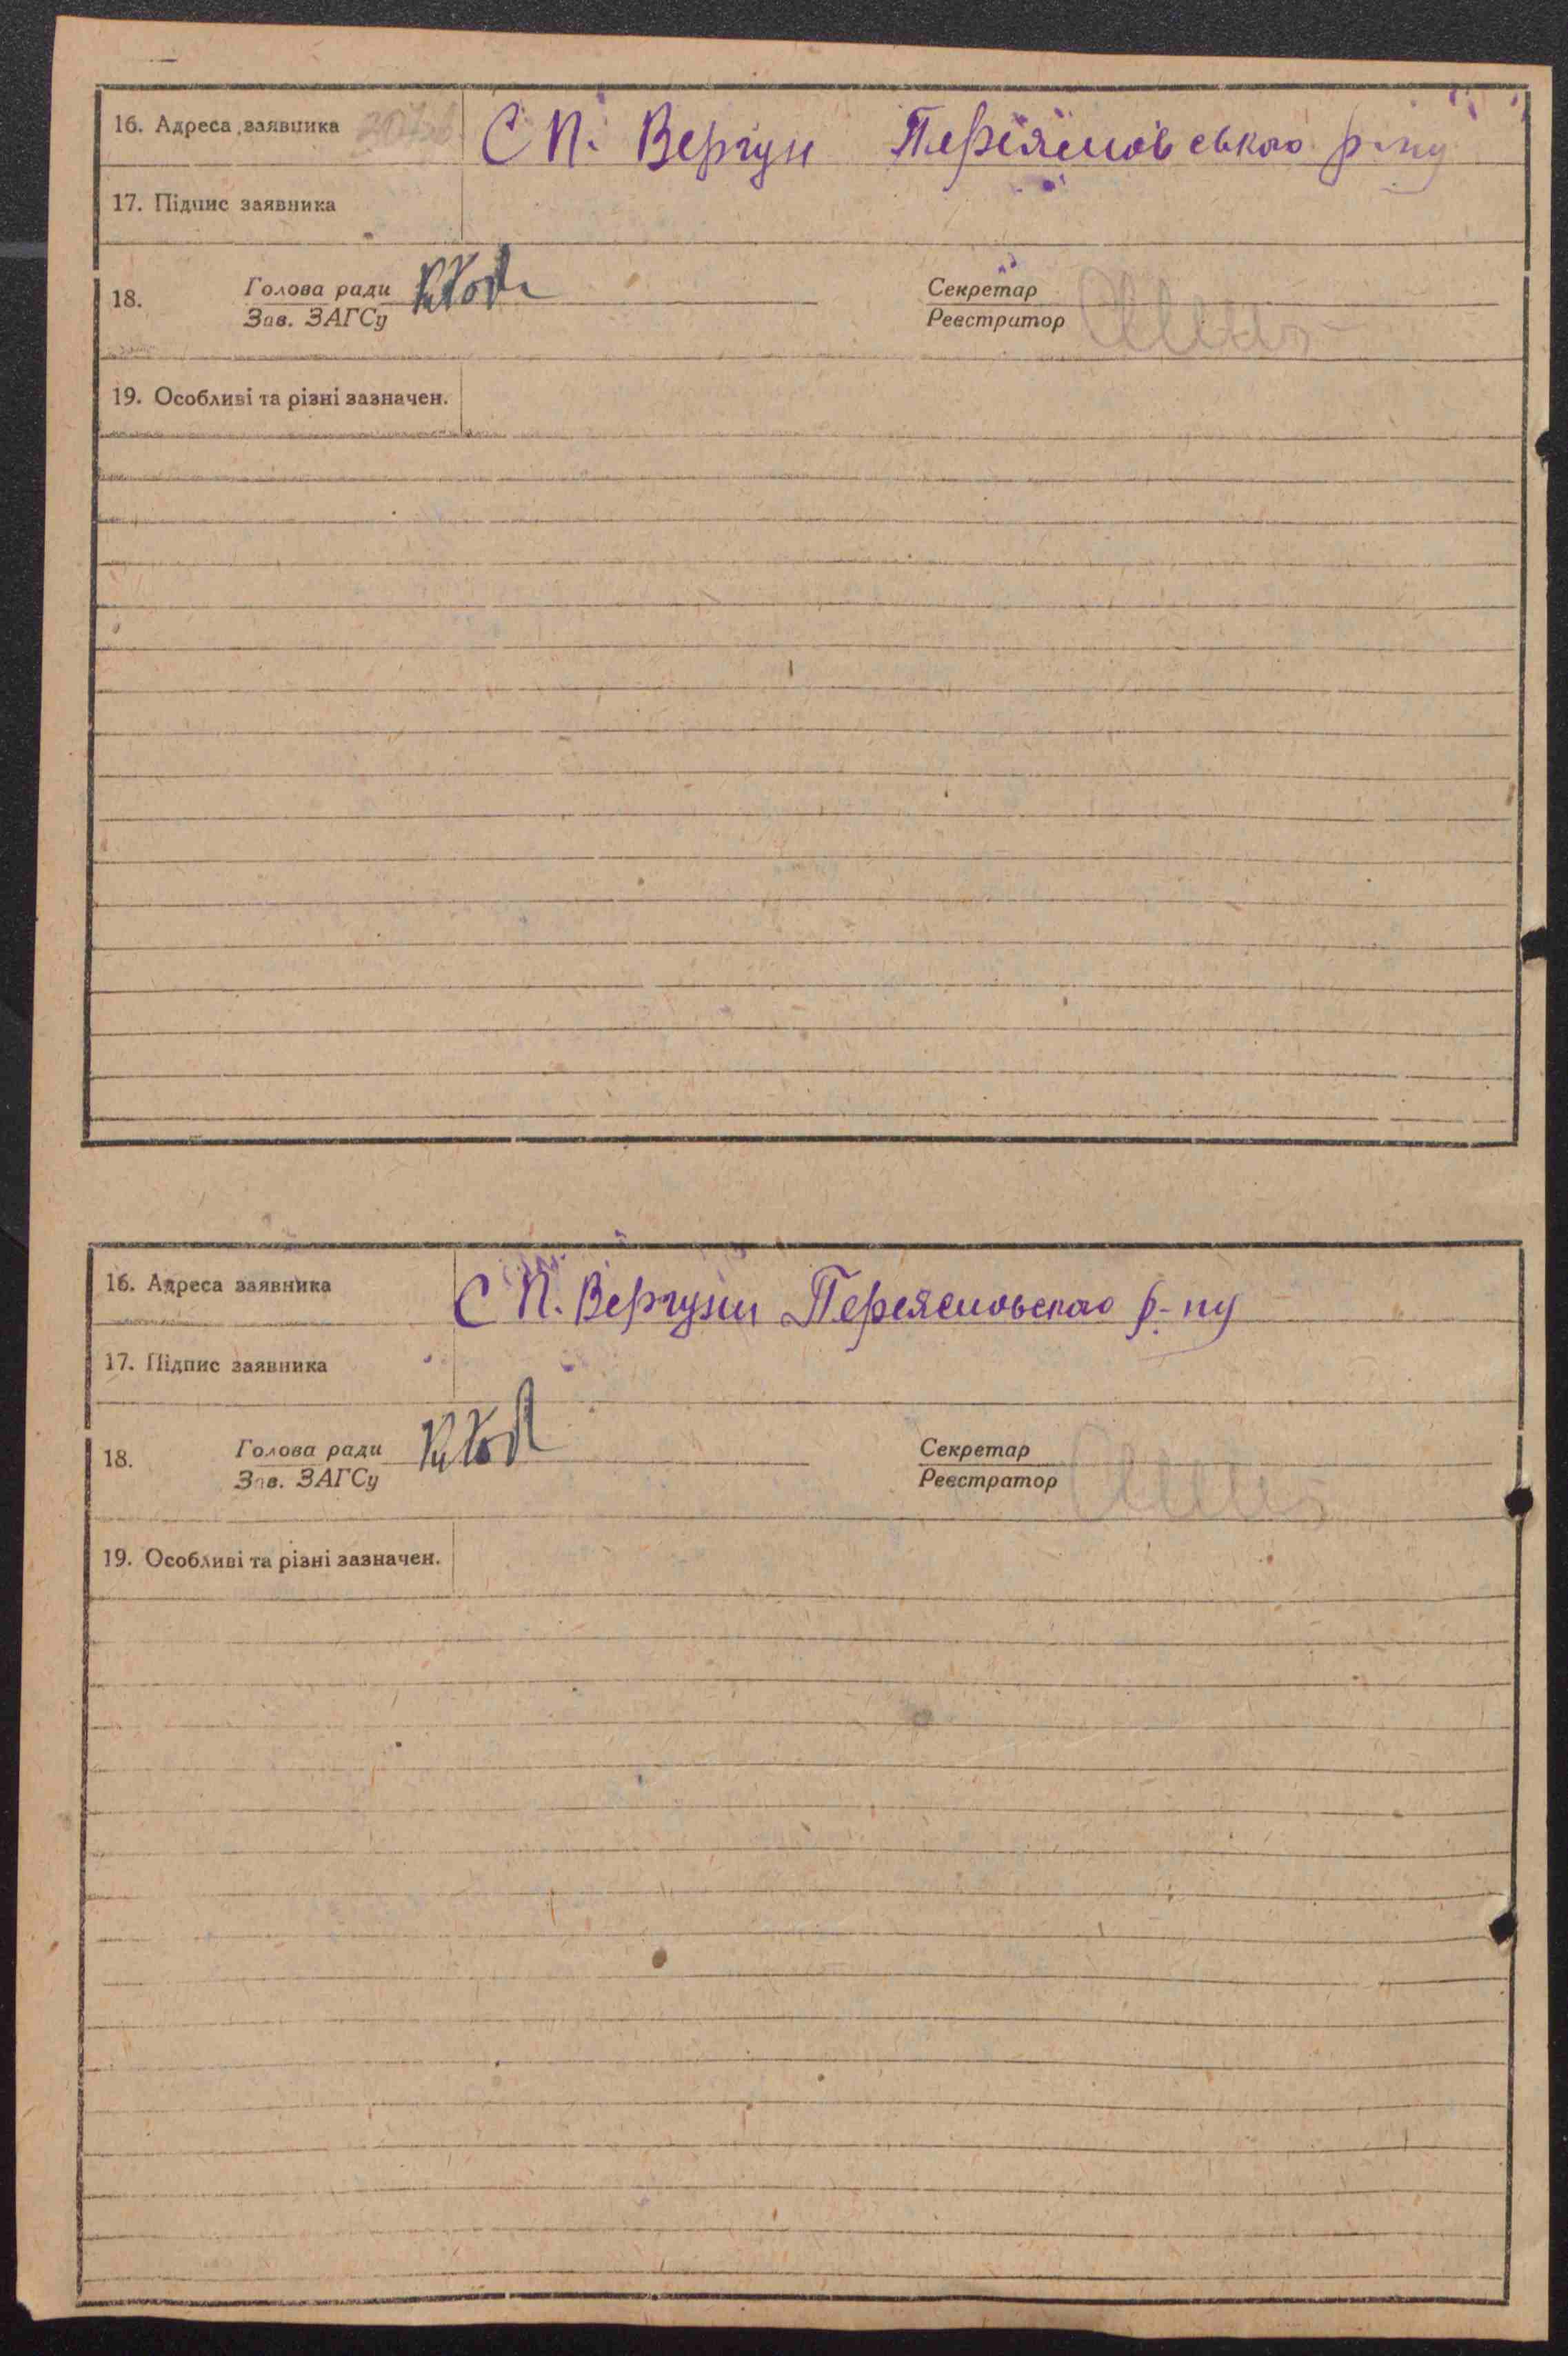 16. Адреса заявника С П. Вергун Переяславського р-ну
17. Підпис заявника
18. Голова ради Секретар
Зав. ЗАГСу Реєстратор
19. Особливі та різні зазначен.
16. Адреса заявника С П. Вергуни Переяславского р-ну
17. Підпис заявника
18. Голова ради Секретар
Зав. ЗАГСу Реєстратор
19. Особливі та різні зазначен.